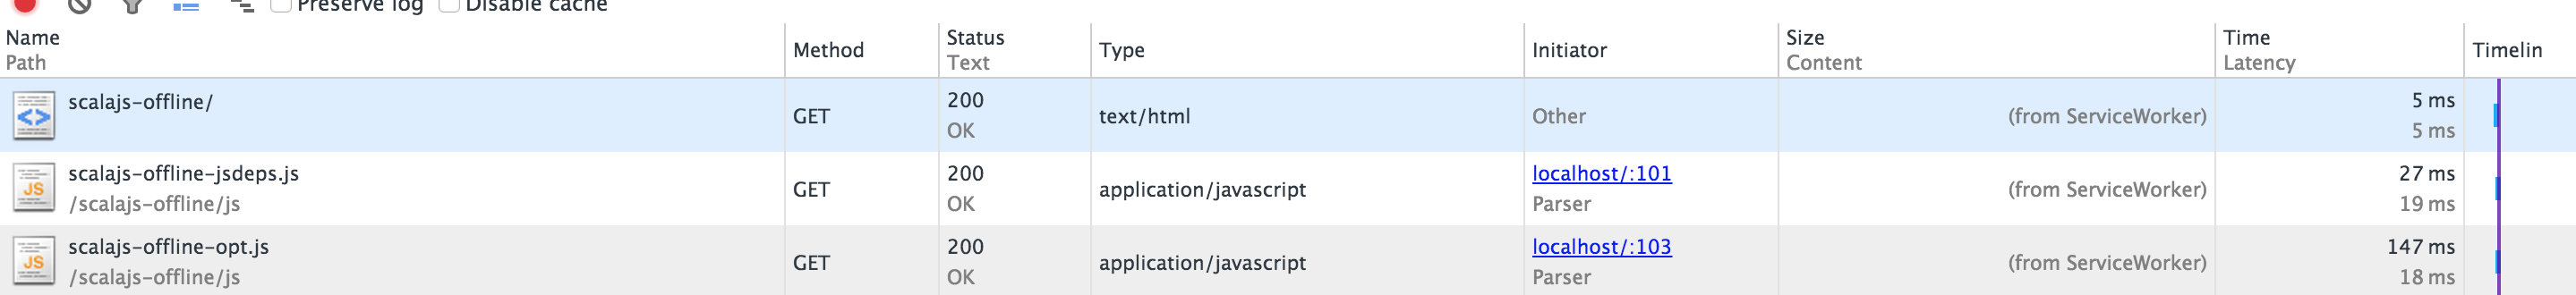 Preserve log Disable cache
Name Path Method Status Text Type Initiator Size Content Time Latency Timelin
scalajs-offline/ GET 200 OK text/html Other (from ServiceWorker) 5 ms 5 ms
scalajs-offline-jsdeps.js /scalajs-offline/js GET 200 OK application/javascript localhost/:101 Parser (from ServiceWorker) 27 ms 19 ms
scalajs-offline-opt.js /scalajs-offline/js GET 200 OK application/javascript localhost/:103 Parser (from ServiceWorker) 147 ms 18 ms